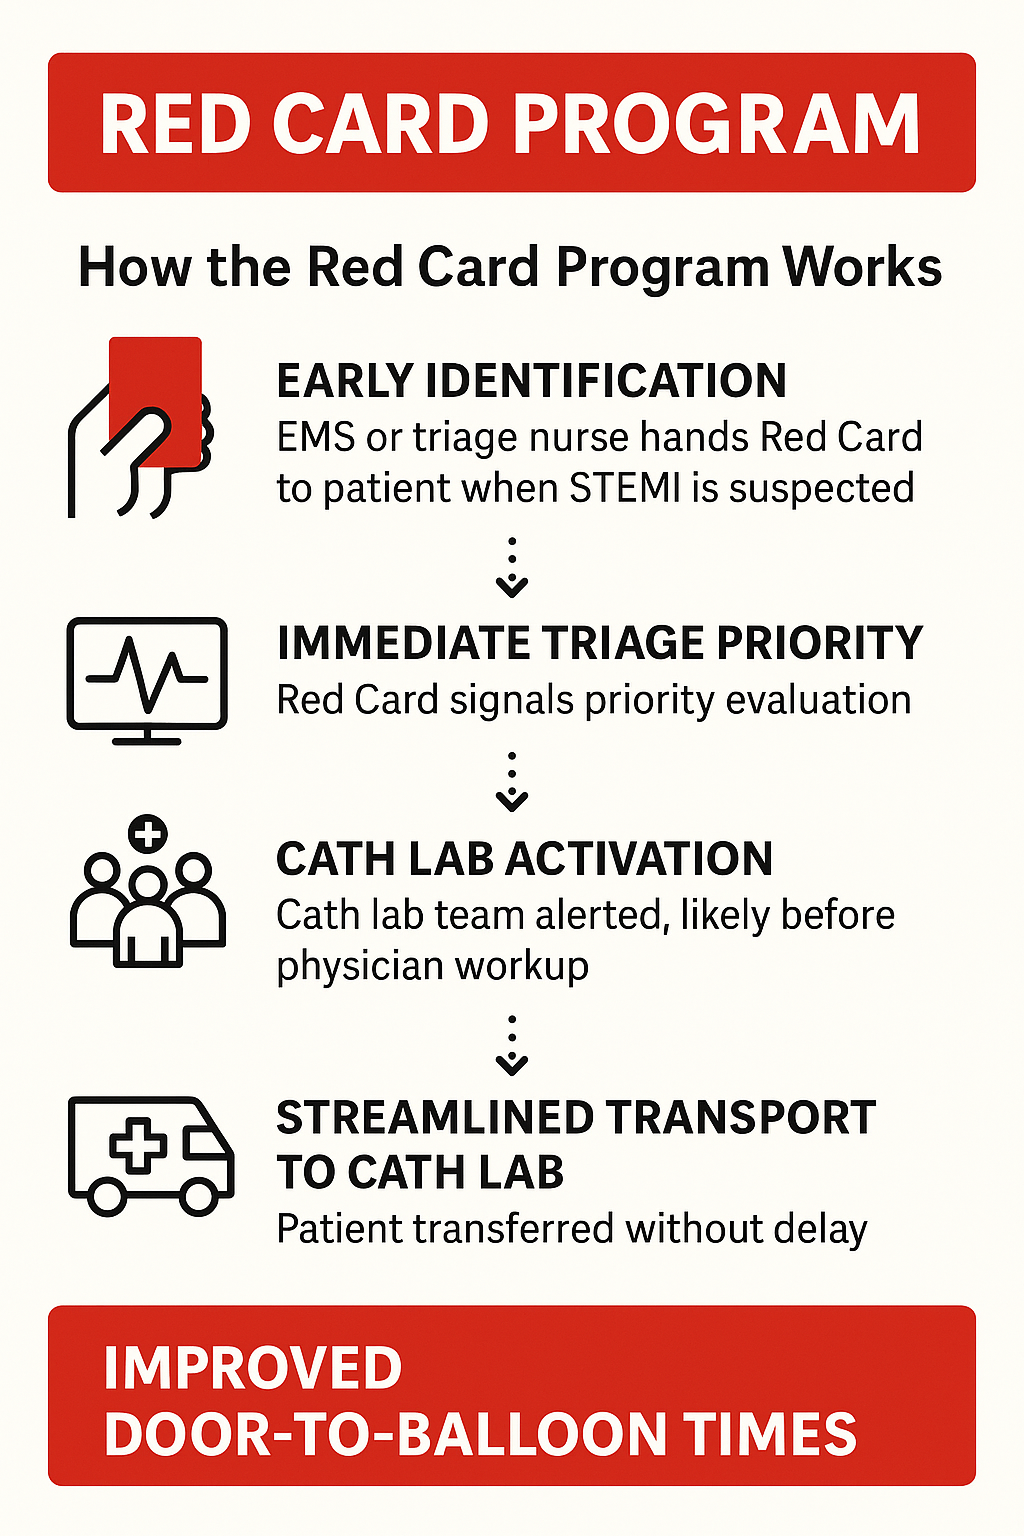 RED CARD PROGRAM
How the Red Card Program Works
EARLY IDENTIFICATION
EMS or triage nurse hands Red Card
to patient when STEMI is suspected
IMMEDIATE TRIAGE PRIORITY
Red Card signals priority evaluation
CATH LAB ACTIVATION
Cath lab team alerted, likely before
physician workup
STREAMLINED TRANSPORT
TO CATH LAB
Patient transferred without delay
IMPROVED
DOOR-TO-BALLOON TIMES